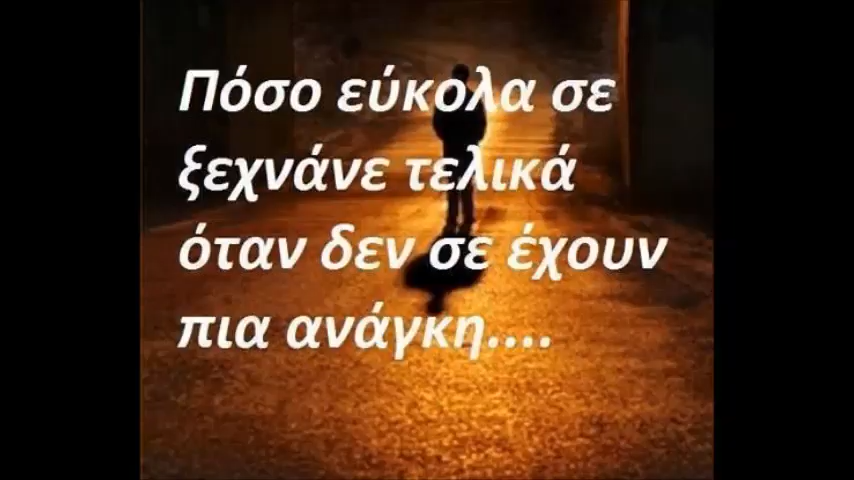 Πόσο εύκολα σε
ξεχνάνε τελικά
όταν δεν σε έχουν
πια ανάγκη....